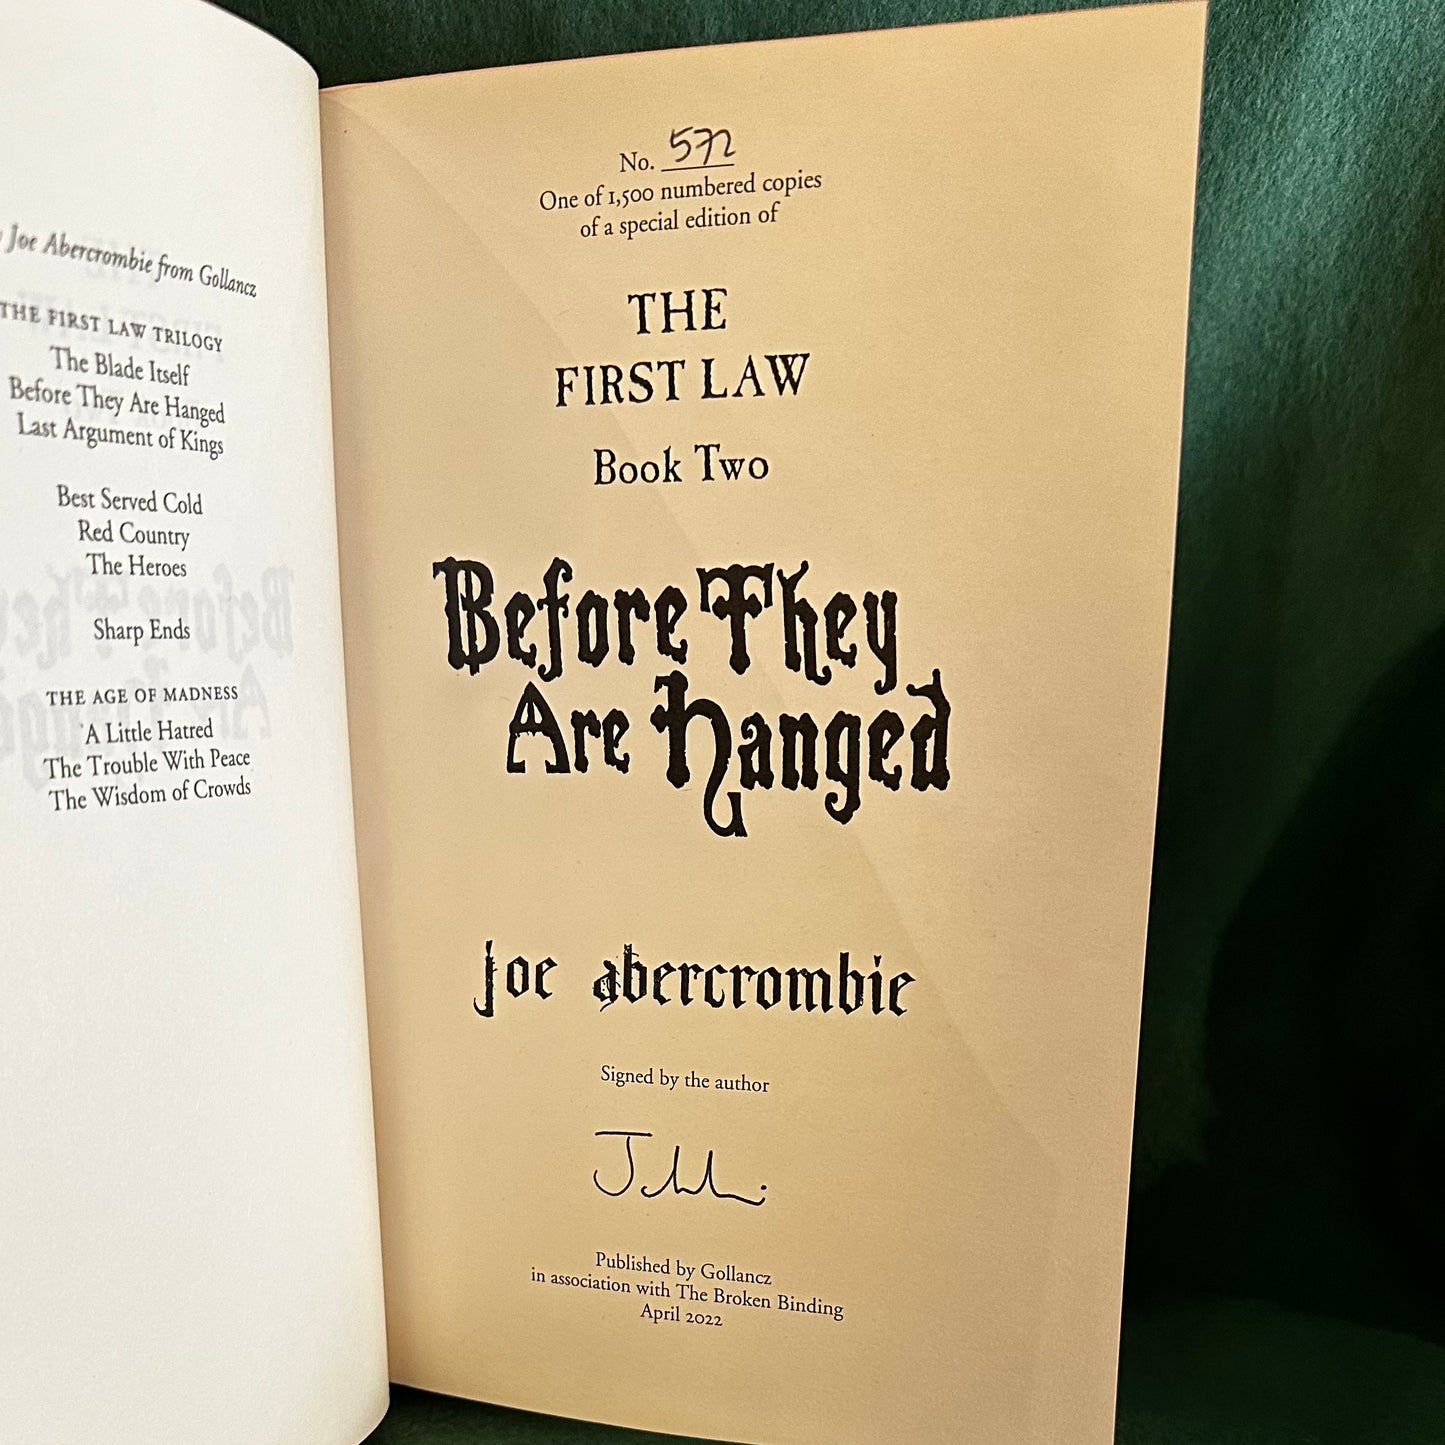 Joe Abercrombie from Gollancz
THE FIRST LAW TRILOGY
The Blade Itself
Before They Are Hanged
Last Argument of Kings
Best Served Cold
Red Country
The Heroes
Sharp Ends
THE AGE OF MADNESS
A Little Hatred
The Trouble With Peace
The Wisdom of Crowds
No. 572
One of 1,500 numbered copies
of a special edition of
THE
FIRST LAW
Book Two
Before They
Are Hanged
Joe Abercrombie
Signed by the author
Published by Gollancz
in association with The Broken Binding
April 2022